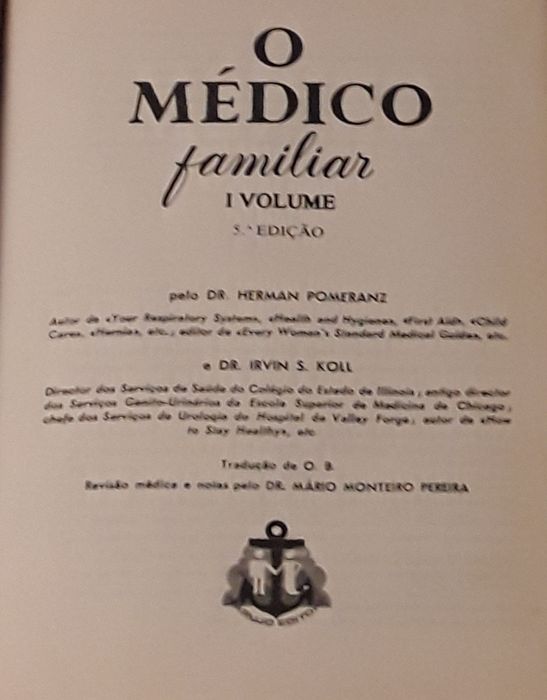 O
MÉDICO
familiar
I VOLUME
5.ª EDIÇÃO
pelo DR. HERMAN POMERANZ
Autor de «Your Respiratory System», «Health and Hygiene», «First Aid», «Child
Care», «Hernia», etc.; editor de «Every Woman's Standard Medical Guide», etc.
e DR. IRVIN S. KOLL
Director dos Serviços de Saúde do Colégio do Estado de Illinois; antigo director
dos Serviços Genito-Urinários da Escola Superior de Medicina de Chicago;
chefe dos Serviços de Urologia do Hospital de Valley Forge; autor de «How
to Stay Healthy», etc.
Tradução de O. B.
Revisão médica e notas pelo DR. MÁRIO MONTEIRO PEREIRA